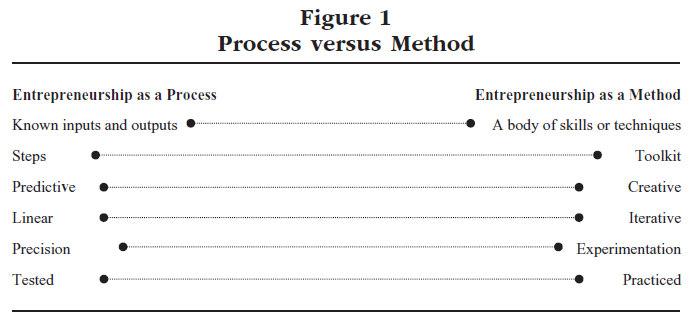 Figure 1
Process versus Method
Entrepreneurship as a Process Entrepreneurship as a Method
Known inputs and outputs A body of skills or techniques
Steps Toolkit
Predictive Creative
Linear Iterative
Precision Experimentation
Tested Practiced